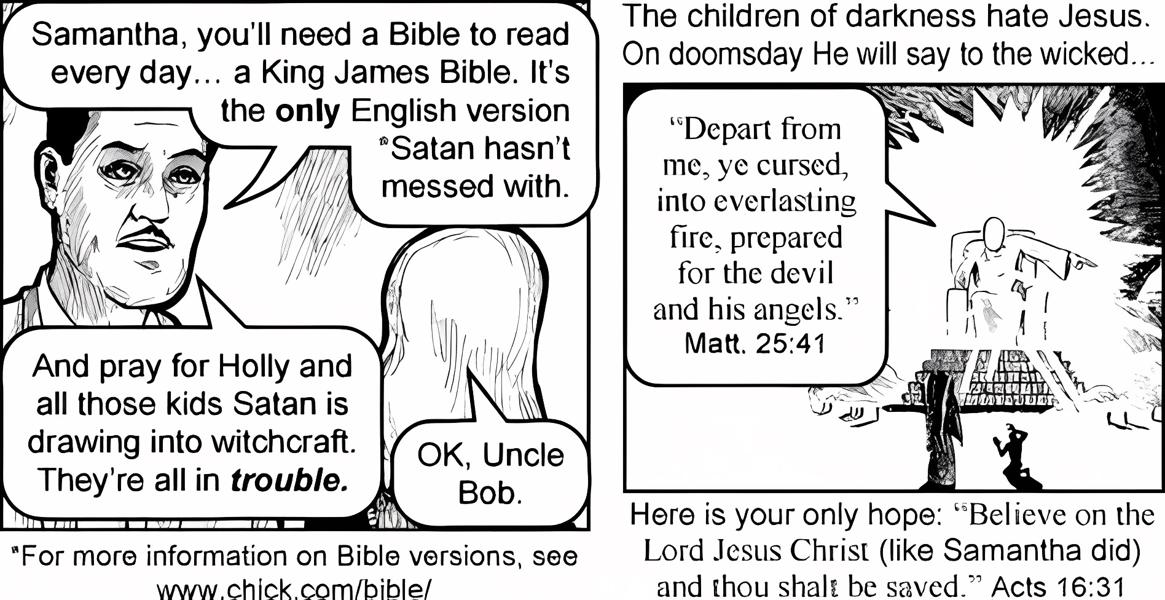 Samantha, you'll need a Bible to read
every day... a King James Bible. It's
the only English version
*Satan hasn't
messed with.
And pray for Holly and
all those kids Satan is
drawing into witchcraft.
They're all in trouble.
OK, Uncle
Bob.
*For more information on Bible versions, see
www.chick.com/bible/
The children of darkness hate Jesus.
On doomsday He will say to the wicked...
"Depart from
me, ye cursed,
into everlasting
fire, prepared
for the devil
and his angels."
Matt. 25:41
Here is your only hope: "Believe on the
Lord Jesus Christ (like Samantha did)
and thou shalt be saved." Acts 16:31